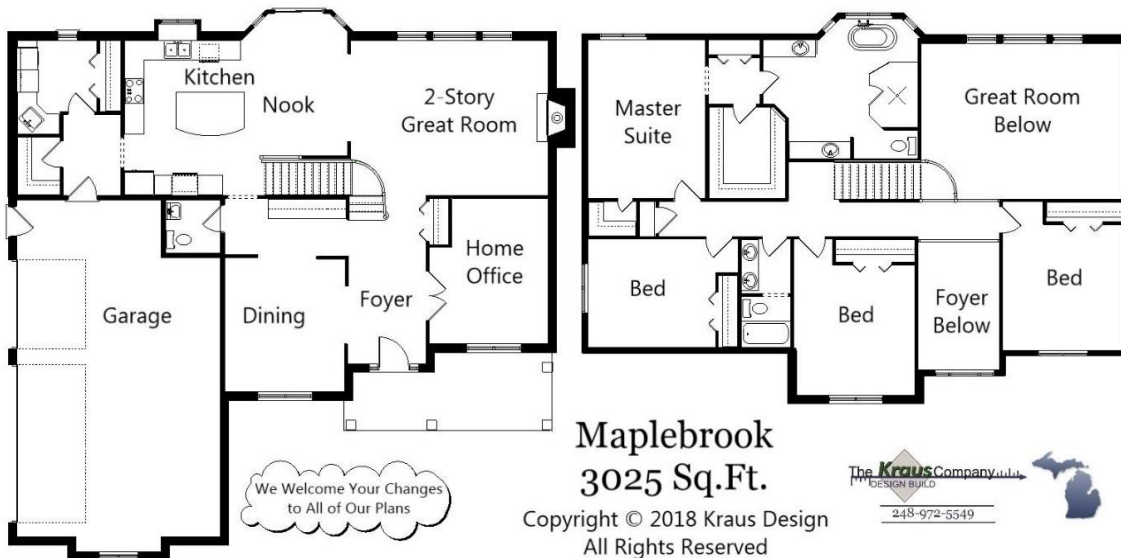 Kitchen
Nook
2-Story
Great Room
Home
Office
Garage
Dining
Foyer
Master
Suite
Great Room
Below
Bed
Bed
Foyer
Below
Bed
We Welcome Your Changes
to All of Our Plans
Maplebrook
3025 Sq.Ft.
Copyright © 2018 Kraus Design
All Rights Reserved
The Kraus Company
DESIGN BUILD
248-972-5549